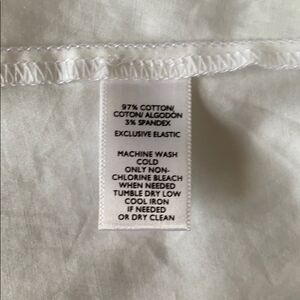 97% COTTON/
COTON/ ALGODÓN
3% SPANDEX
EXCLUSIVE ELASTIC
MACHINE WASH
COLD
ONLY NON-
CHLORINE BLEACH
WHEN NEEDED
TUMBLE DRY LOW
COOL IRON
IF NEEDED
OR DRY CLEAN